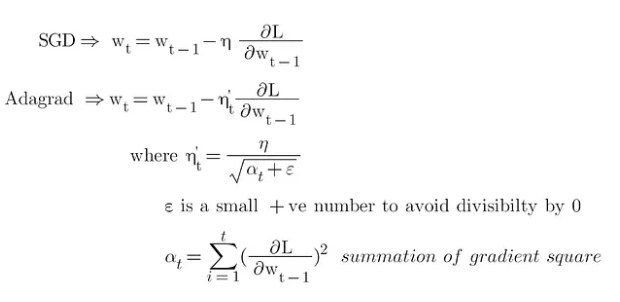 SGD ⇒ w_t = w_{t-1} - η ∂L/∂w_{t-1}
Adagrad ⇒ w_t = w_{t-1} - η'_t ∂L/∂w_{t-1}
where η'_t = η/√(α_t + ε)
ε is a small +ve number to avoid divisibilty by 0
α_t = ∑_{i=1}^{t} (∂L/∂w_{t-1})² summation of gradient square